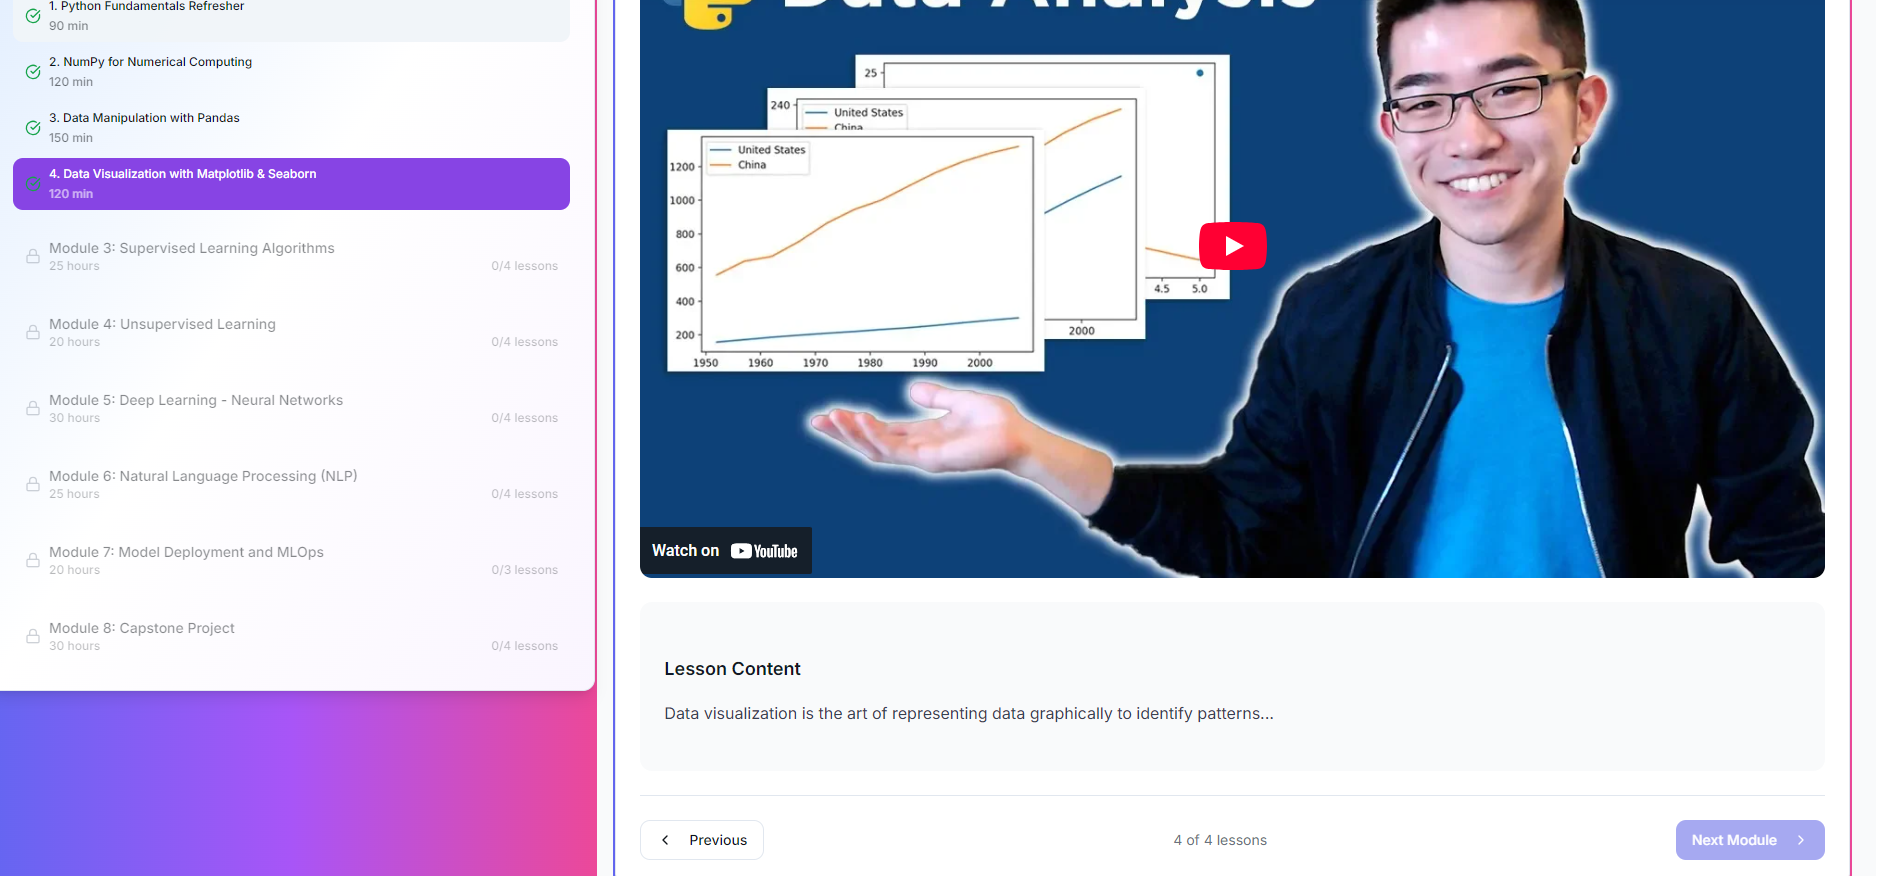 1. Python Fundamentals Refresher
90 min
2. NumPy for Numerical Computing
120 min
3. Data Manipulation with Pandas
150 min
4. Data Visualization with Matplotlib & Seaborn
120 min
Module 3: Supervised Learning Algorithms
25 hours
0/4 lessons
Module 4: Unsupervised Learning
20 hours
0/4 lessons
Module 5: Deep Learning - Neural Networks
30 hours
0/4 lessons
Module 6: Natural Language Processing (NLP)
25 hours
0/4 lessons
Module 7: Model Deployment and MLOps
20 hours
0/3 lessons
Module 8: Capstone Project
30 hours
0/4 lessons
Data Analysis
25
4.5 5.0
240
United States
China
2000
United States
China
1200
1000
800
600
400
200
1950 1960 1970 1980 1990 2000
Watch on YouTube
Lesson Content
Data visualization is the art of representing data graphically to identify patterns...
Previous
4 of 4 lessons
Next Module